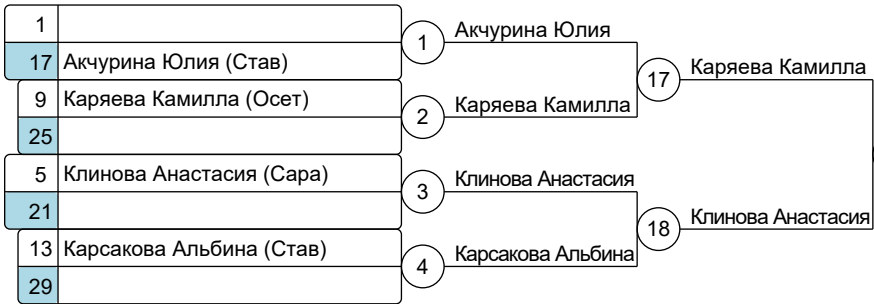 1
17 Акчурина Юлия (Став)
1
Акчурина Юлия
9 Каряева Камилла (Осет)
25
2
Каряева Камилла
17
Каряева Камилла
5 Клинова Анастасия (Сара)
21
3
Клинова Анастасия
13 Карсакова Альбина (Став)
29
4
Карсакова Альбина
18
Клинова Анастасия